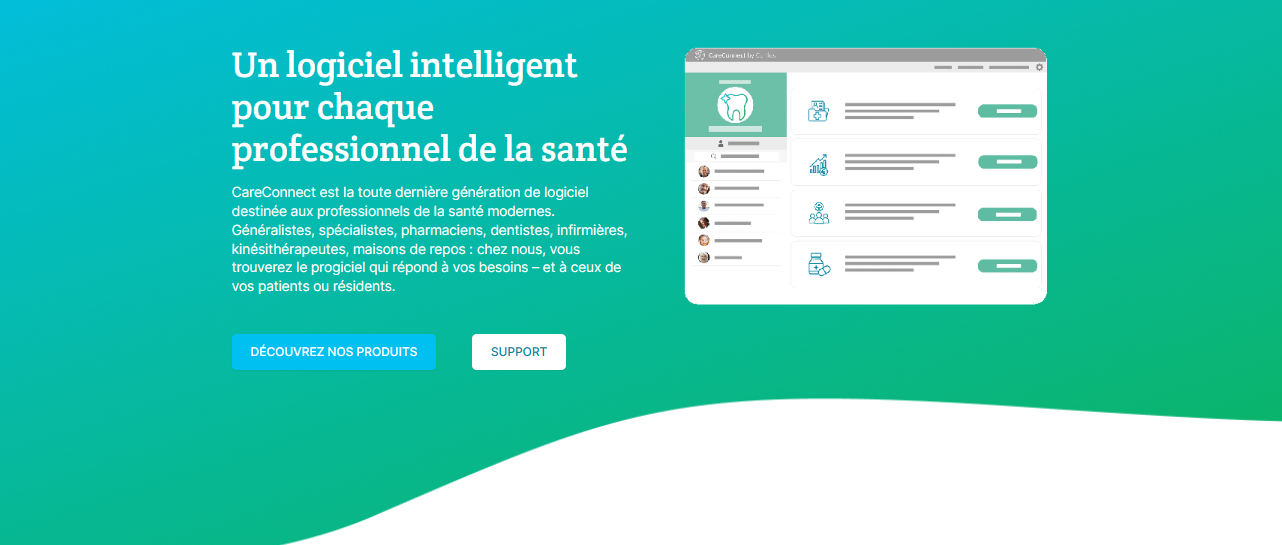 Un logiciel intelligent
pour chaque
professionnel de la santé
CareConnect est la toute dernière génération de logiciel
destinée aux professionnels de la santé modernes.
Généralistes, spécialistes, pharmaciens, dentistes, infirmières,
kinésithérapeutes, maisons de repos : chez nous, vous
trouverez le progiciel qui répond à vos besoins – et à ceux de
vos patients ou résidents.
DÉCOUVREZ NOS PRODUITS
SUPPORT
CareConnect by